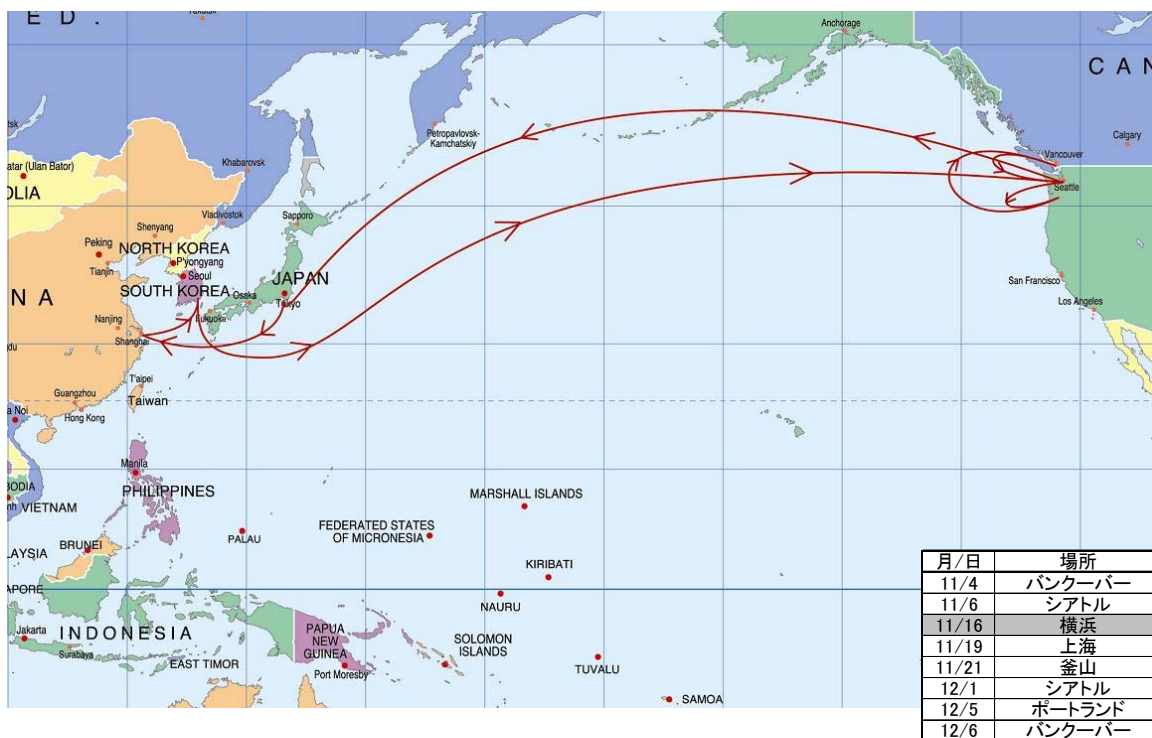 E D .
Anchorage
C A N
Petropavlovsk-
Kamchatskiy
Calgary
Vancouver
Seattle
atar (Ulan Bator)
OLIA
Khabarovsk
Vladivostok
Sapporo
Shenyang
Peking
NORTH KOREA
P'yongyang
Tianjin
Seoul
JAPAN
SOUTH KOREA
Osaka
Tokyo
San Francisco
N A
Los Angeles
Nanjing
Fukuoka
Shanghai
T'aipei
Guangzhou
Taiwan
Hong Kong
a Noi
Manila
PHILIPPINES
MARSHALL ISLANDS
BODIA
nh VIETNAM
FEDERATED STATES
OF MICRONESIA
PALAU
BRUNEI
LAYSIA
KIRIBATI
APORE
NAURU
Jakarta
INDONESIA
PAPUA
NEW
GUINEA
SOLOMON
ISLANDS
Surabaya
EAST TIMOR
Port Moresby
TUVALU
SAMOA
月/日 場所
11/4 バンクーバー
11/6 シアトル
11/16 横浜
11/19 上海
11/21 釜山
12/1 シアトル
12/5 ポートランド
12/6 バンクーバー